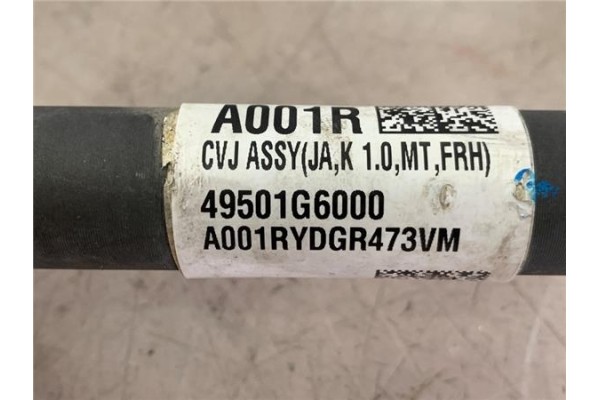 A001R
CVJ ASSY(JA,K 1.0,MT,FRH)
49501G6000
A001RYDGR473VM